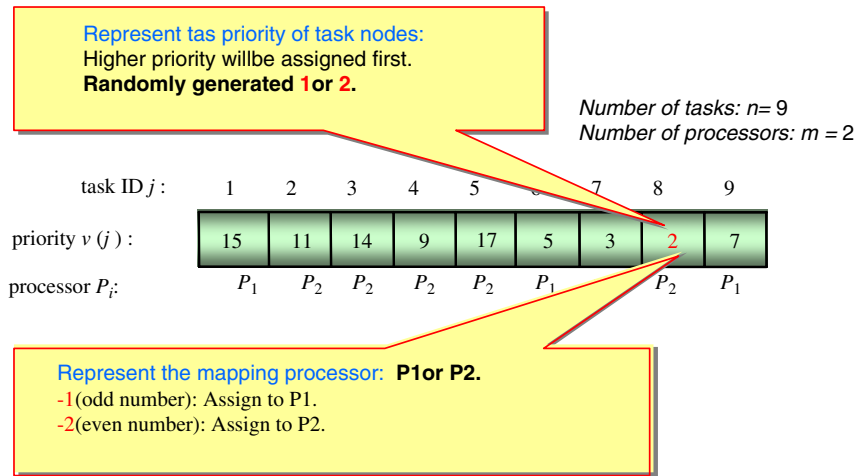 Represent tas priority of task nodes:
Higher priority willbe assigned first.
Randomly generated 1or 2.
Number of tasks: n= 9
Number of processors: m = 2
task ID j : 1 2 3 4 5 7 8 9
priority v (j) : 15 11 14 9 17 5 3 2 7
processor Pi: P1 P2 P2 P2 P2 P1 P2 P1
Represent the mapping processor: P1or P2.
-1(odd number): Assign to P1.
-2(even number): Assign to P2.